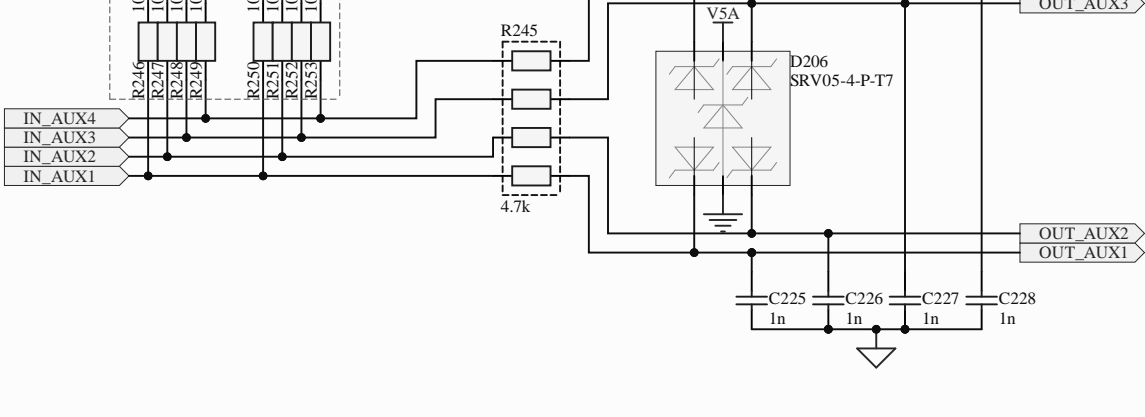 OUT_AUX3
V5A
R245
D206
SRV05-4-P-T7
R246
R247
R248
R249
R250
R251
R252
R253
IN_AUX4
IN_AUX3
IN_AUX2
IN_AUX1
4.7k
OUT_AUX2
OUT_AUX1
C225
1n
C226
1n
C227
1n
C228
1n